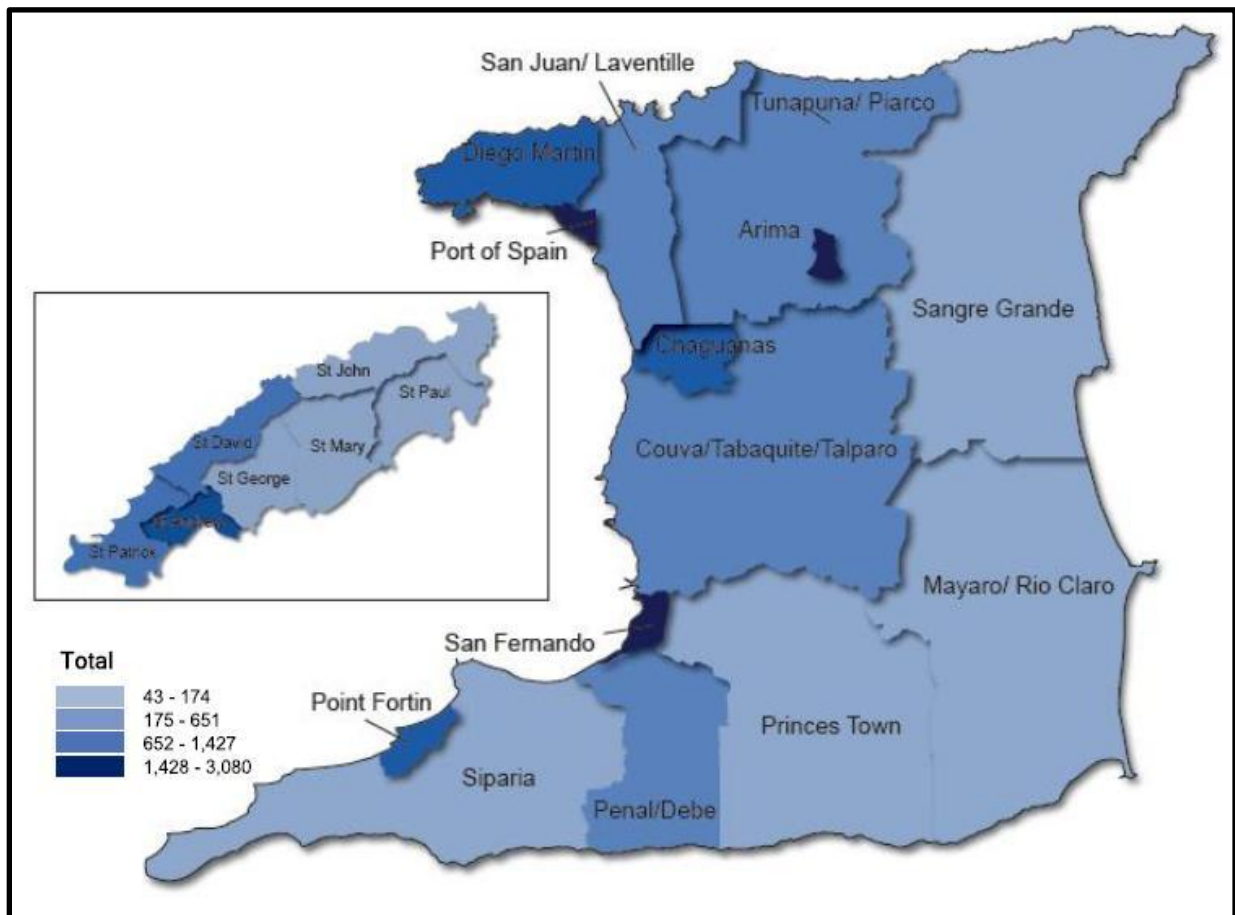 San Juan/ Laventille
Tunapuna/ Piarco
Diego Martin
Port of Spain
Arima
Sangre Grande
Chaguanas
St John
St Paul
St David
St Mary
Couva/Tabaquite/Talparo
St George
St Patrick
Mayaro/ Rio Claro
San Fernando
Total
43 - 174
175 - 651
652 - 1,427
1,428 - 3,080
Point Fortin
Princes Town
Siparia
Penal/Debe